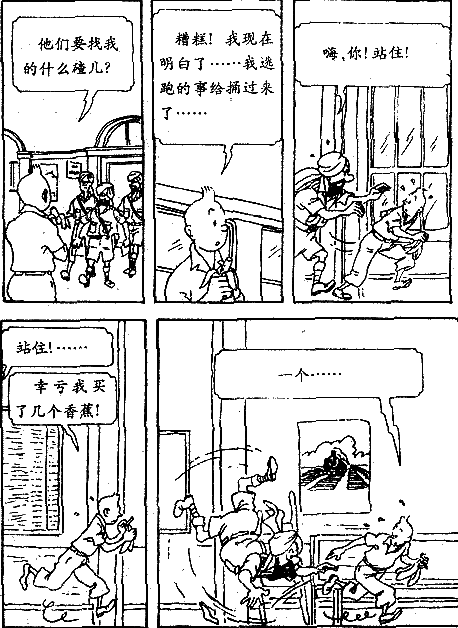 他们要找我
的什么碴儿?
糟糕! 我现在
明白了……我逃
跑的事给捅过来
了……
嗨,你! 站住!
站住!……
幸亏我买
了几个香蕉!
一个……